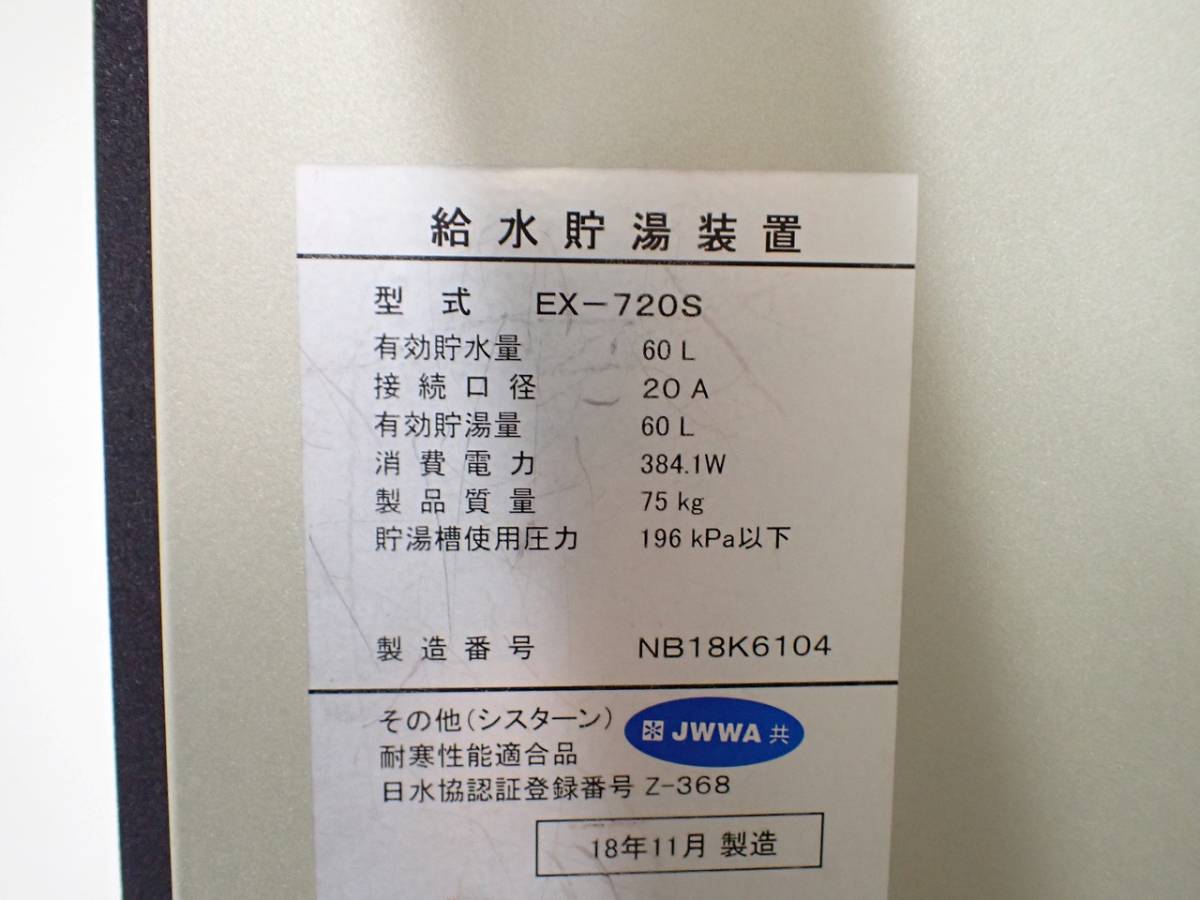 給水貯湯装置
型式 EX-720S
有効貯水量 60 L
接続口径 20 A
有効貯湯量 60 L
消費電力 384.1W
製品質量 75 kg
貯湯槽使用圧力 196 kPa以下
製造番号 NB18K6104
その他(シスターン) JWWA 共
耐寒性能適合品
日水協認証登録番号 Z-368
18年11月 製造